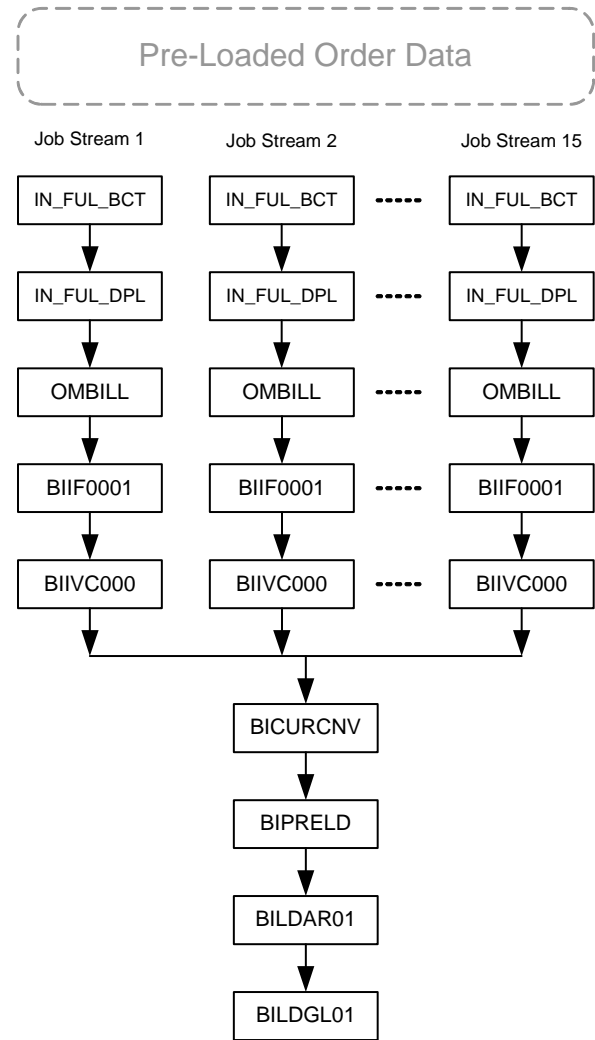 Pre-Loaded Order Data
Job Stream 1 Job Stream 2 Job Stream 15
IN_FUL_BCT IN_FUL_BCT IN_FUL_BCT
IN_FUL_DPL IN_FUL_DPL IN_FUL_DPL
OMBILL OMBILL OMBILL
BIIF0001 BIIF0001 BIIF0001
BIIVC000 BIIVC000 BIIVC000
BICURCNV
BIPRELD
BILDAR01
BILDGL01